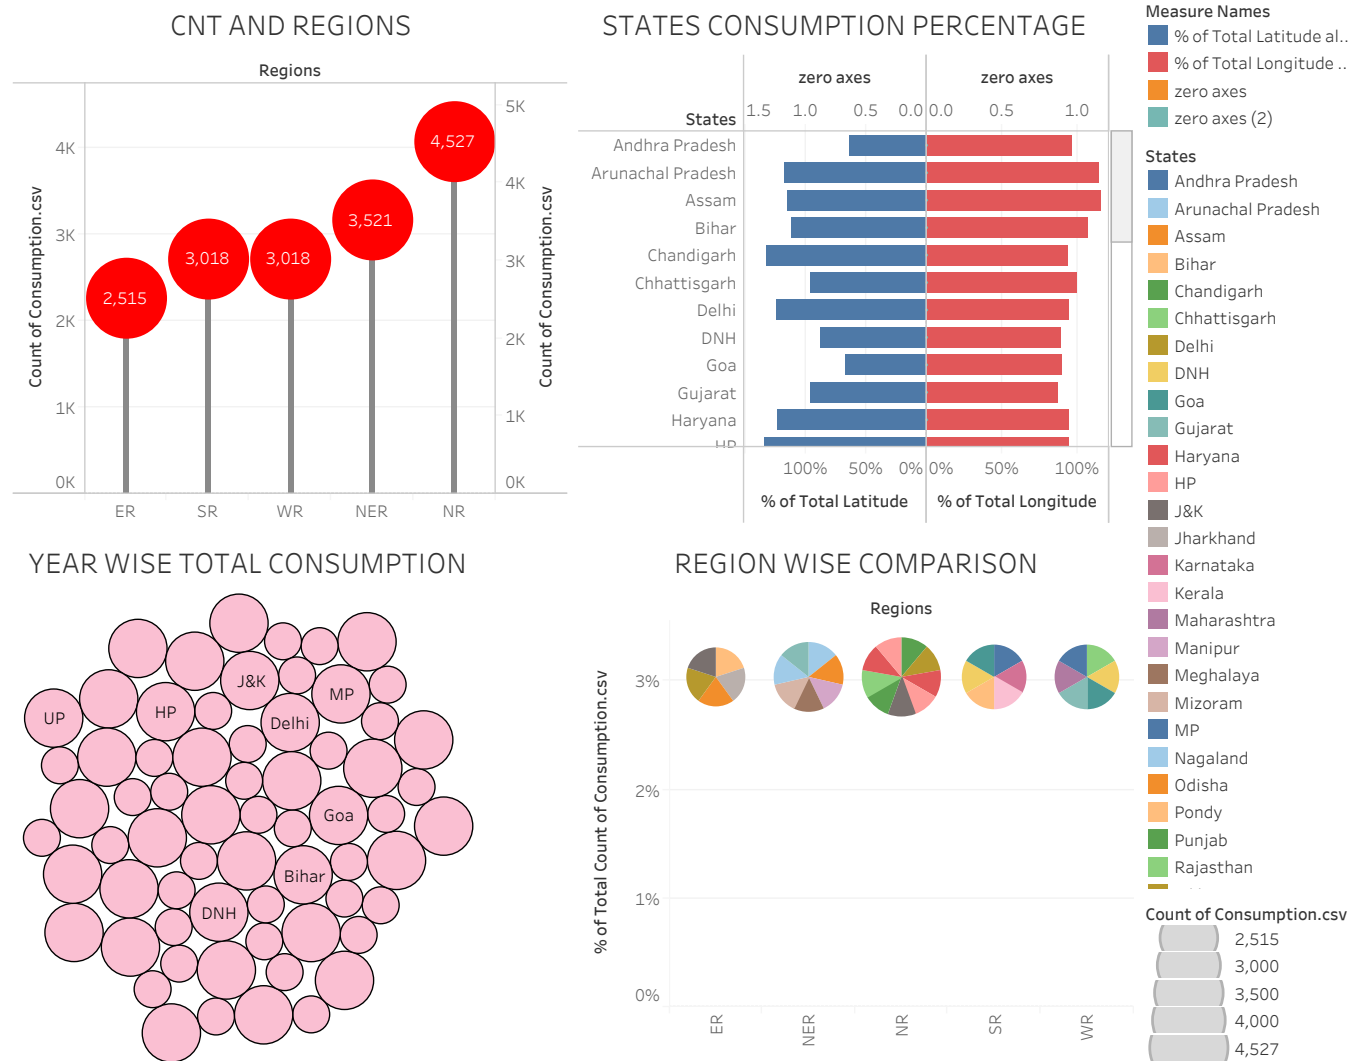 CNT AND REGIONS
Regions
4K
3K
2K
1K
0K
Count of Consumption.csv
2,515
3,018
3,018
3,521
4,527
5K
4K
3K
2K
1K
0K
Count of Consumption.csv
ER SR WR NER NR
STATES CONSUMPTION PERCENTAGE
zero axes zero axes
States 1.5 1.0 0.5 0.0 0.0 0.5 1.0
Andhra Pradesh
Arunachal Pradesh
Assam
Bihar
Chandigarh
Chhattisgarh
Delhi
DNH
Goa
Gujarat
Haryana
HP
100% 50% 0% 0% 50% 100%
% of Total Latitude % of Total Longitude
YEAR WISE TOTAL CONSUMPTION
J&K
MP
UP
HP
Delhi
Goa
Bihar
DNH
REGION WISE COMPARISON
Regions
3%
2%
1%
0%
% of Total Count of Consumption.csv
ER NER NR SR WR
Measure Names
% of Total Latitude al..
% of Total Longitude ..
zero axes
zero axes (2)
States
Andhra Pradesh
Arunachal Pradesh
Assam
Bihar
Chandigarh
Chhattisgarh
Delhi
DNH
Goa
Gujarat
Haryana
HP
J&K
Jharkhand
Karnataka
Kerala
Maharashtra
Manipur
Meghalaya
Mizoram
MP
Nagaland
Odisha
Pondy
Punjab
Rajasthan
Count of Consumption.csv
2,515
3,000
3,500
4,000
4,527